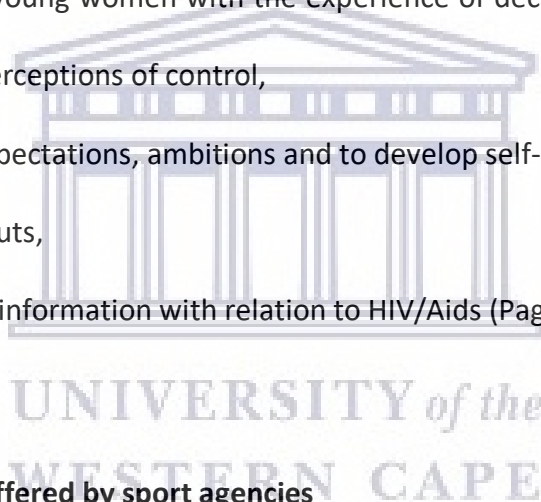 young women with the experience of dec
erceptions of control,
pectations, ambitions and to develop self-
uts,
information with relation to HIV/Aids (Pag
UNIVERSITY of the
ffered by sport agencies
WESTERN CAPE